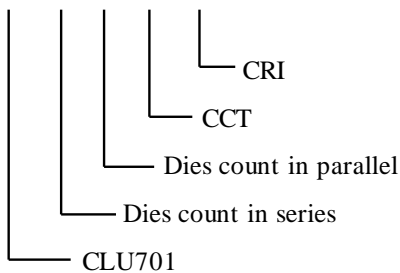 CRI
CCT
Dies count in parallel
Dies count in series
CLU701